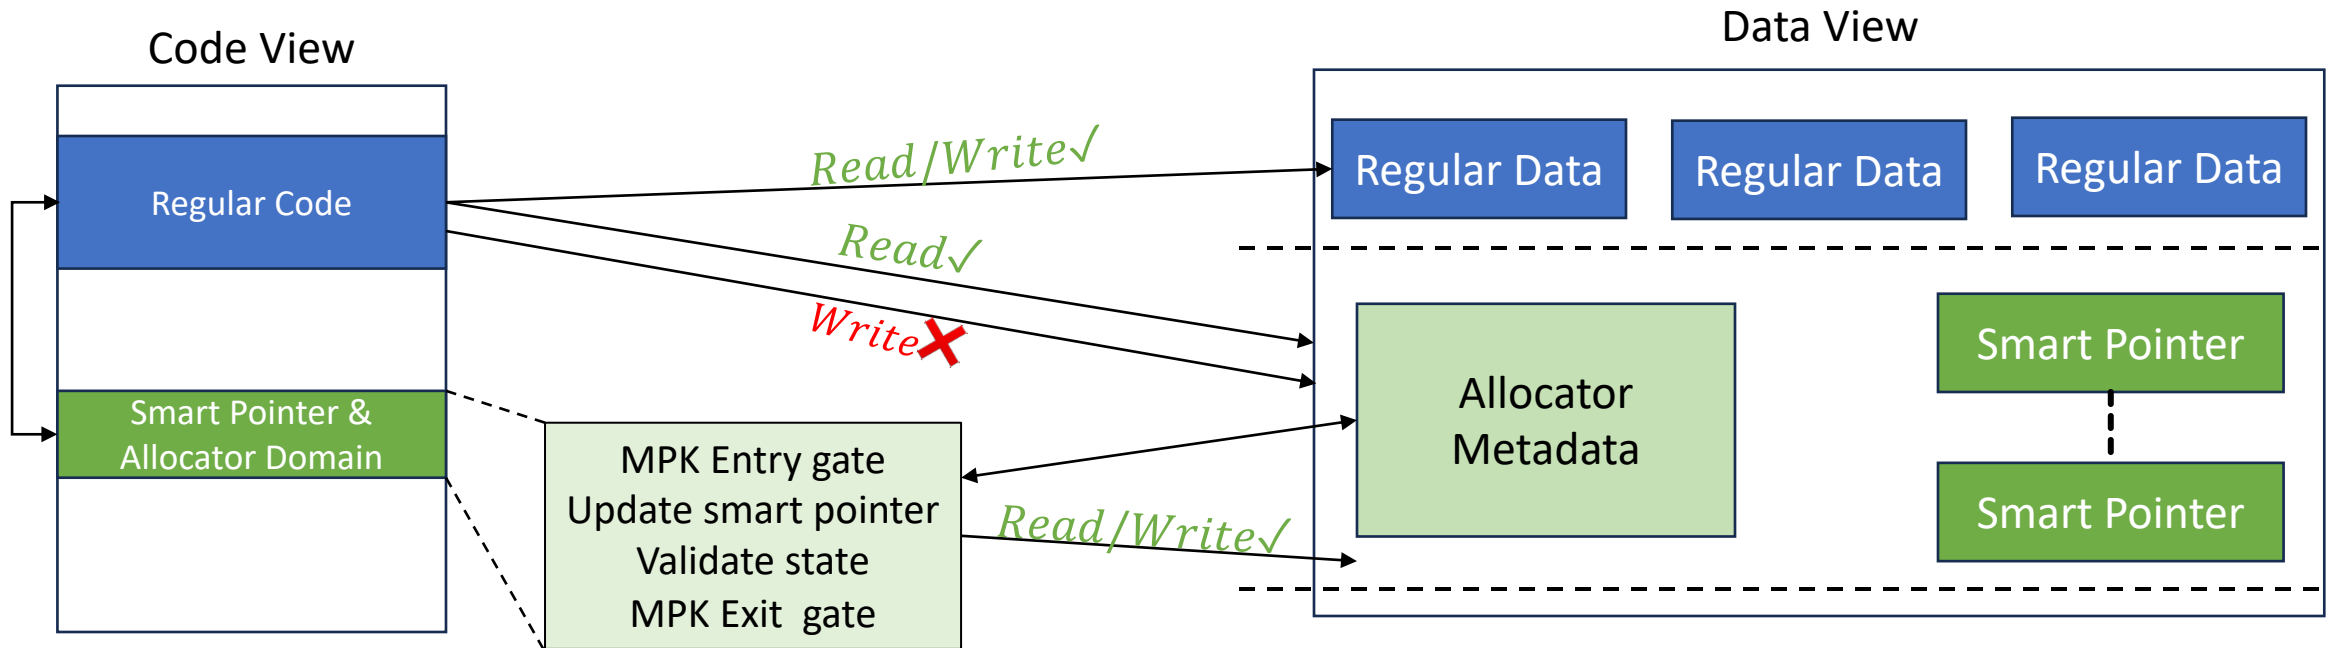 Code View
Data View
Regular Code
Read/Write✓
Regular Data
Regular Data
Regular Data
Read✓
Write❌
Smart Pointer &
Allocator Domain
MPK Entry gate
Update smart pointer
Validate state
MPK Exit  gate
Read/Write✓
Allocator
Metadata
Smart Pointer
Smart Pointer